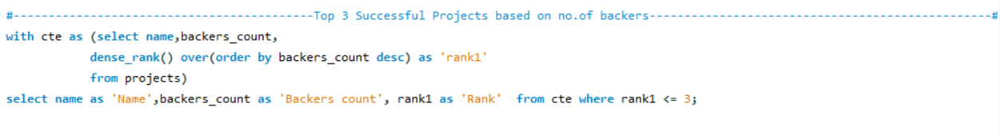 #-------------------------------------------Top 3 Successful Projects based on no.of backers-------------------------------------------------#
with cte as (select name,backers_count,
dense_rank() over(order by backers_count desc) as 'rank1'
from projects)
select name as 'Name',backers_count as 'Backers count', rank1 as 'Rank'  from cte where rank1 <= 3;